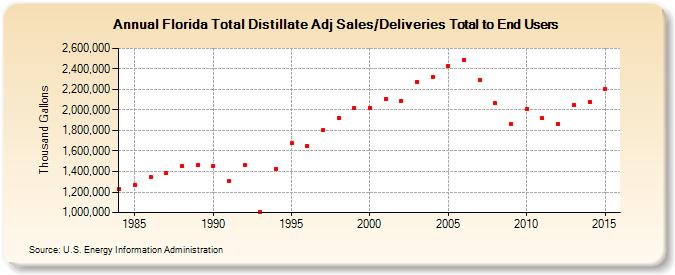 Annual Florida Total Distillate Adj Sales/Deliveries Total to End Users
Thousand Gallons
2,600,000
2,400,000
2,200,000
2,000,000
1,800,000
1,600,000
1,400,000
1,200,000
1,000,000
1985 1990 1995 2000 2005 2010 2015
Source: U.S. Energy Information Administration